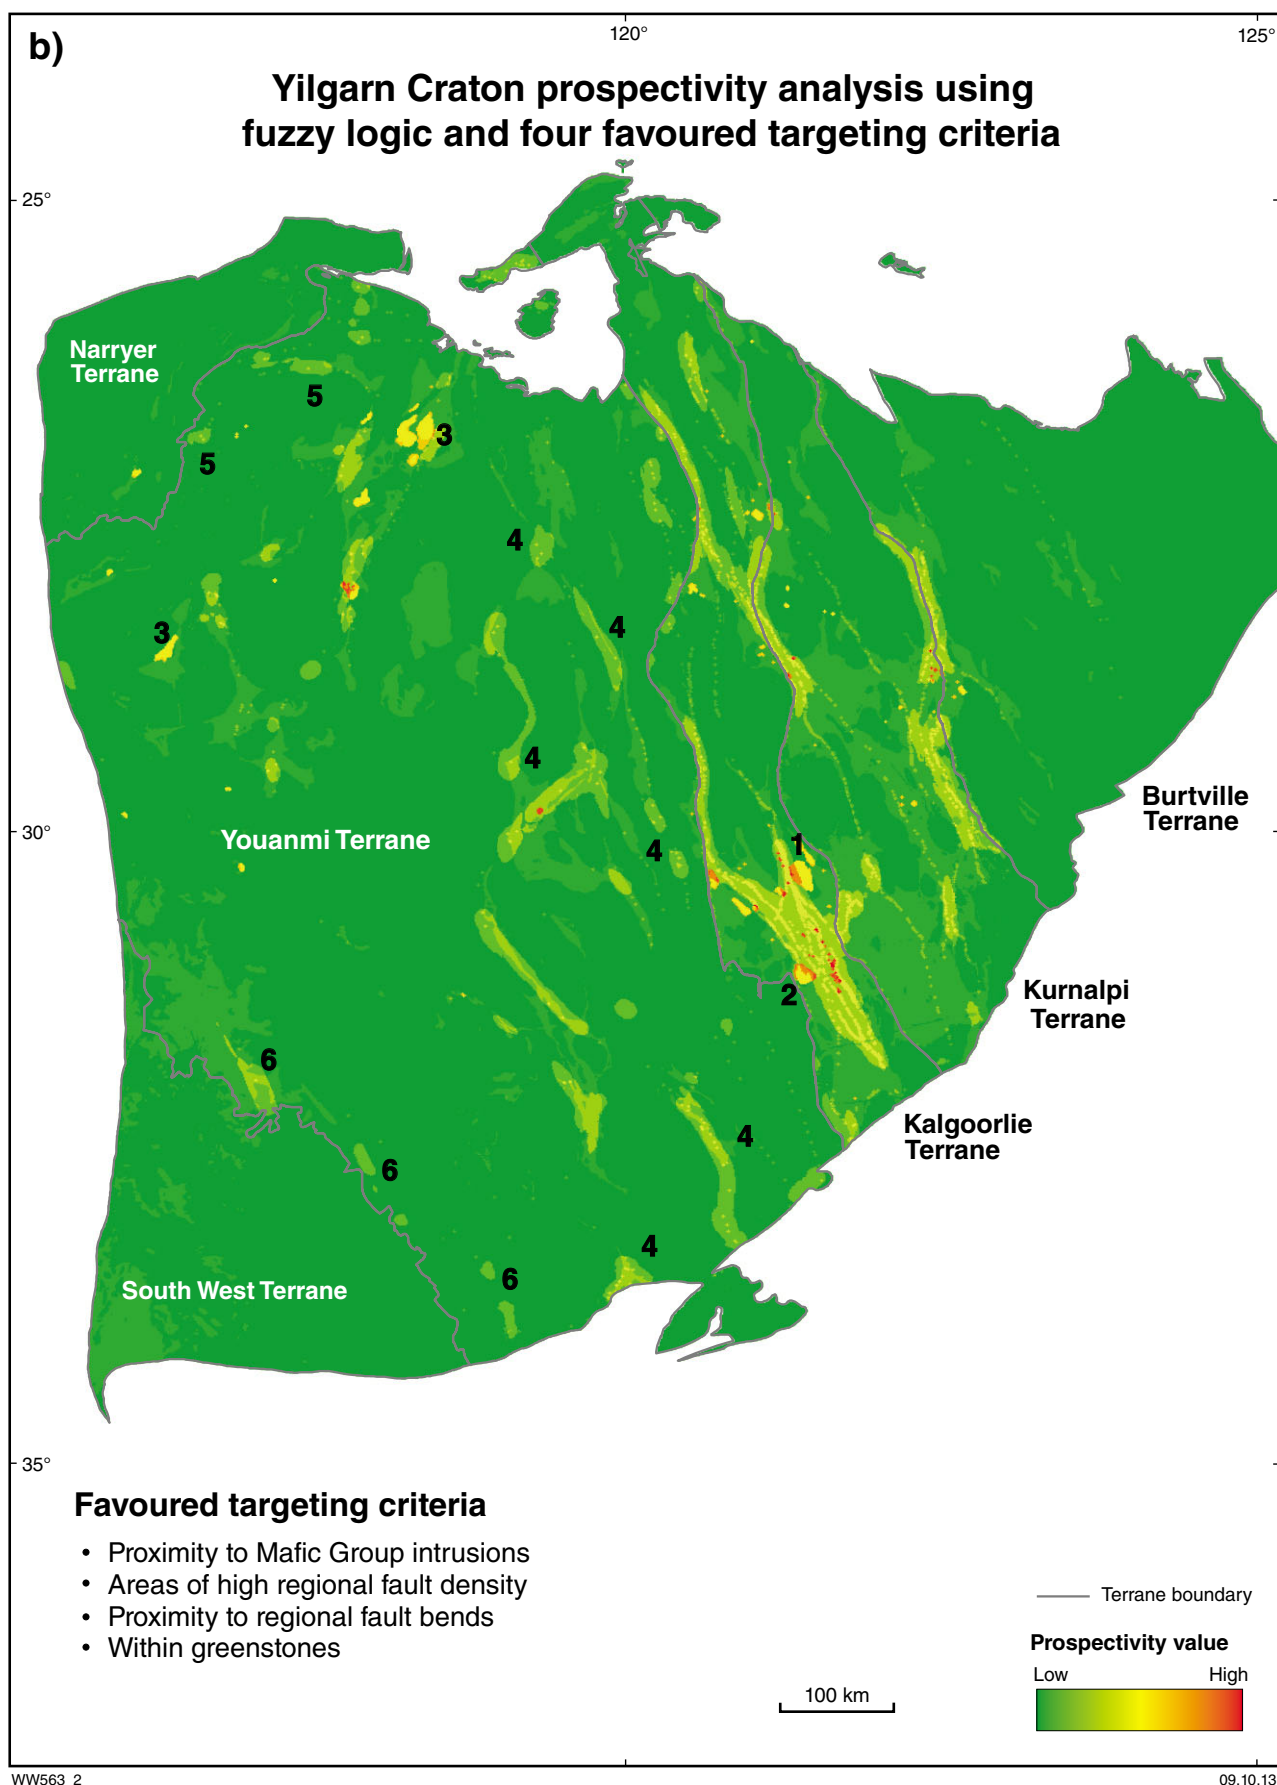 b)
120°
125°
Yilgarn Craton prospectivity analysis using
fuzzy logic and four favoured targeting criteria
25°
Narryer
Terrane
5
3
5
4
3
4
4
Burtville
Terrane
30°
Youanmi Terrane
1
4
2
Kurnalpi
Terrane
6
Kalgoorlie
Terrane
4
6
4
6
South West Terrane
35°
Favoured targeting criteria
• Proximity to Mafic Group intrusions
• Areas of high regional fault density
• Proximity to regional fault bends
• Within greenstones
Terrane boundary
Prospectivity value
Low High
100 km
WW563_2
09.10.13